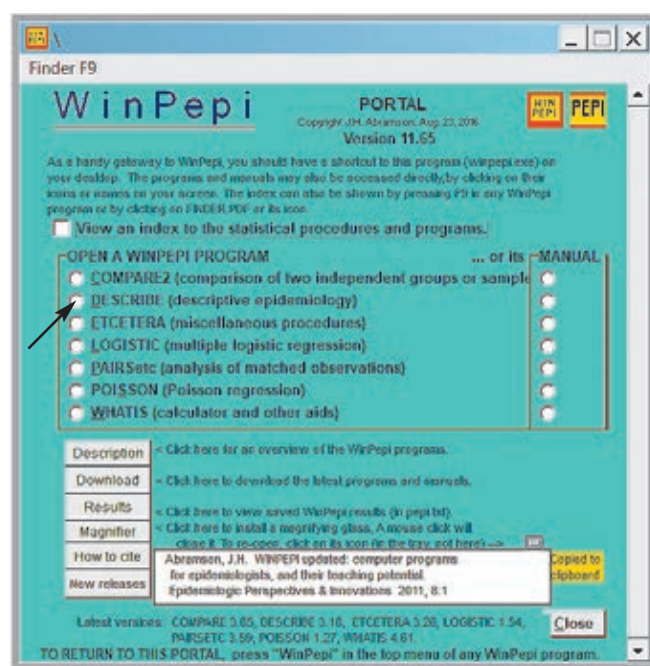 Finder F9
WinPepi
PORTAL
Copyright J.H. Abramson, Aug. 23, 2016
Version 11.65
WIN PEPI
PEPI
As a handy gateway to WinPepi, you should have a shortcut to this program (winpepi.exe) on
your desktop. The programs and manuals may also be accessed directly, by clicking on their
icons or names on your screen. The index can also be shown by pressing F9 in any WinPepi
program or by clicking on FINDER.PDF or its icon.
View an index to the statistical procedures and programs.
OPEN A WINPEPI PROGRAM ... or its MANUAL
COMPARE2 (comparison of two independent groups or sample
DESCRIBE (descriptive epidemiology)
ETCETERA (miscellaneous procedures)
LOGISTIC (multiple logistic regression)
PAIRSetc (analysis of matched observations)
POISSON (Poisson regression)
WHATIS (calculator and other aids)
Description < Click here for an overview of the WinPepi programs.
Download < Click here to download the latest programs and manuals.
Results < Click here to view saved WinPepi results (in pepi.txt).
Magnifier < Click here to install a magnifying glass. A mouse click will
close it. To re-open, click on its icon (in the tray, not here) -->
How to cite
New releases
Abramson, J.H. WINPEPI updated: computer programs
for epidemiologists, and their teaching potential.
Epidemiologic Perspectives & Innovations 2011, 8:1
Copied to
clipboard
Latest versions: COMPARE 3.85, DESCRIBE 3.18, ETCETERA 3.26, LOGISTIC 1.54,
PAIRSETC 3.59, POISSON 1.27, WHATIS 4.61.
Close
TO RETURN TO THIS PORTAL, press "WinPepi" in the top menu of any WinPepi program.